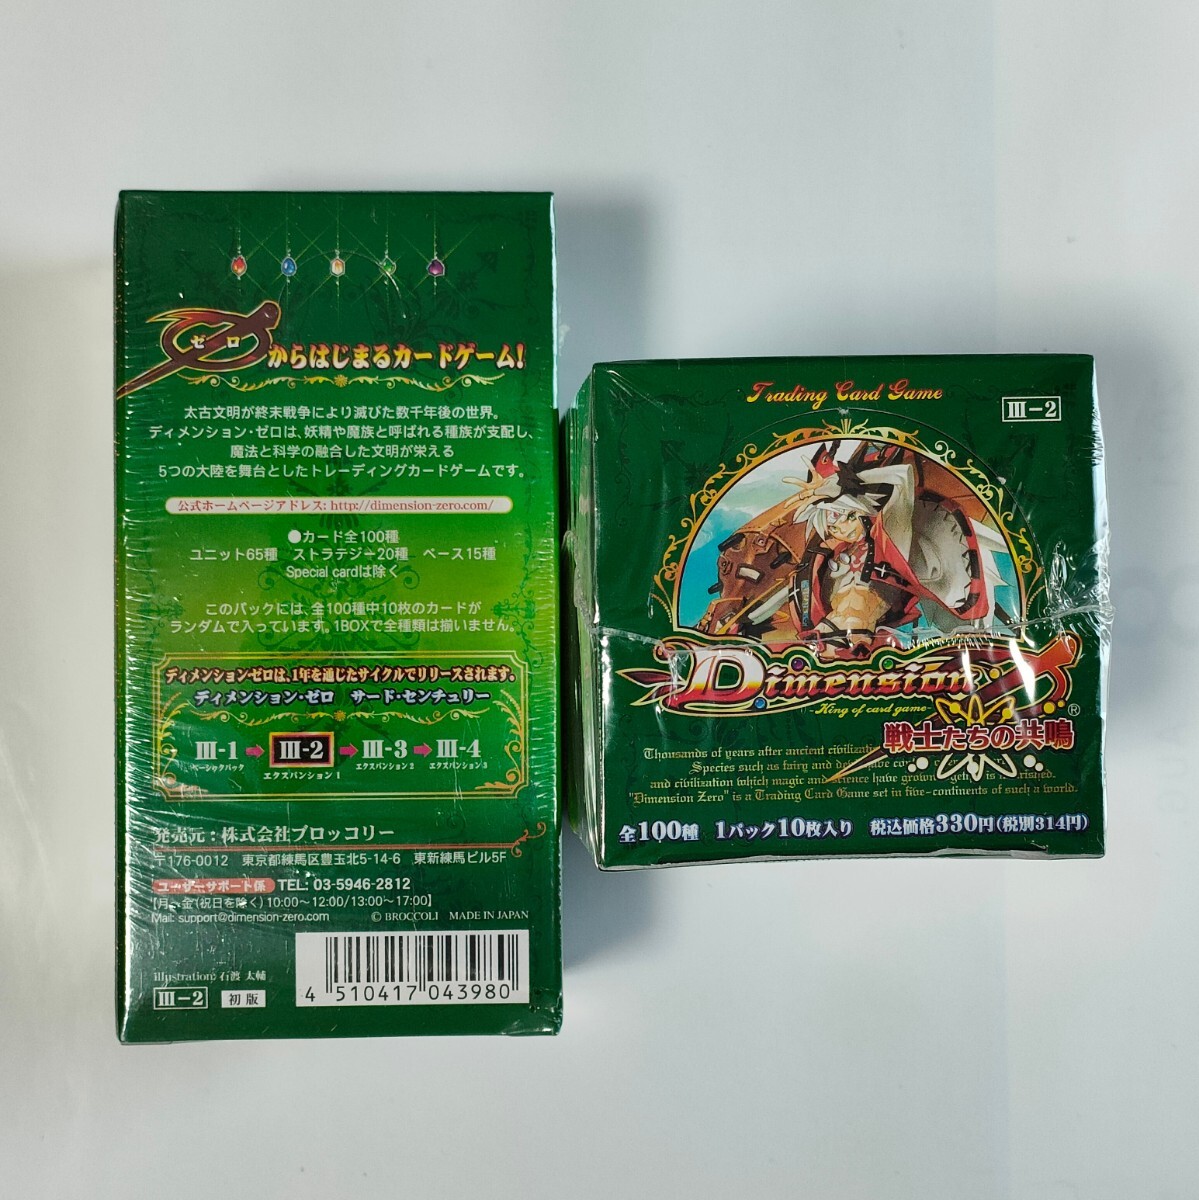 ゼロ
からはじまるカードゲーム!
太古文明が終末戦争により滅びた数千年後の世界。
ディメンション・ゼロは、妖精や魔族と呼ばれる種族が支配し、
魔法と科学の融合した文明が栄える
5つの大陸を舞台としたトレーディングカードゲームです。
公式ホームページアドレス: http://dimension-zero.com/
●カード全100種
ユニット65種 ストラテジー20種 ベース15種
Special cardは除く
このパックには、全100種中10枚のカードが
ランダムで入っています。1BOXで全種類は揃いません。
ディメンション・ゼロは、1年を通じたサイクルでリリースされます。
ディメンション・ゼロ サード・センチュリー
III-1 III-2 III-3 III-4
ベーシックパック エクスパンション1 エクスパンション2 エクスパンション3
発売元:株式会社ブロッコリー
〒176-0012 東京都練馬区豊玉北5-14-6 東新練馬ビル5F
ユーザーサポート係 TEL: 03-5946-2812
【月〜金(祝日を除く) 10:00〜12:00/13:00〜17:00】
Mail: support@dimension-zero.com © BROCCOLI MADE IN JAPAN
illustration: 石渡 太輔
III-2 初版
4 510417 043980
Trading Card Game
III-2
Dimension
-King of card game-
®
戦士たちの共鳴
Thousands of years after ancient
Species such as fairy and
and civilization which magic and science have grown
"Dimension Zero" is a Trading Card Game set in five-continents of such a world.
全100種 1パック10枚入り 税込価格330円(税別314円)